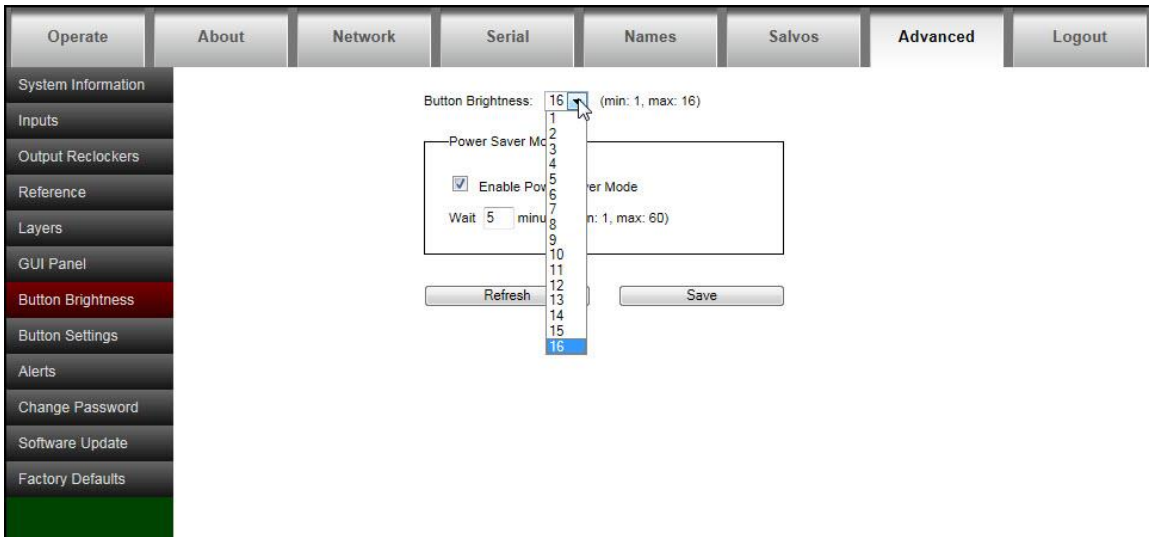 Operate About Network Serial Names Salvos Advanced Logout
System Information
Inputs
Output Reclockers
Reference
Layers
GUI Panel
Button Brightness
Button Settings
Alerts
Change Password
Software Update
Factory Defaults
Button Brightness: 16 (min: 1, max: 16)
1
2
3
4
5
6
7
8
9
10
11
12
13
14
15
16
Power Saver Mo
Enable Pow er Mode
Wait 5 minu n: 1, max: 60)
Refresh Save